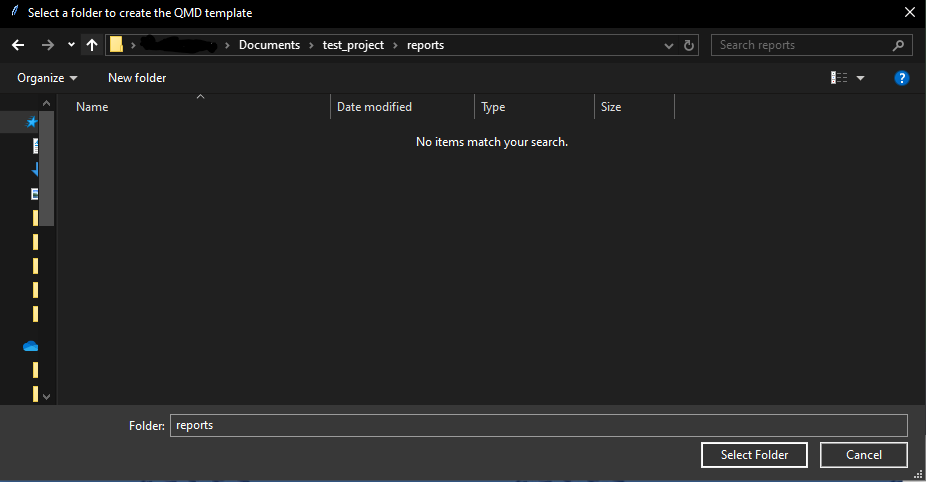 Select a folder to create the QMD template
Documents > test_project > reports
Search reports
Organize
New folder
?
Name
Date modified
Type
Size
No items match your search.
Folder:
reports
Select Folder
Cancel